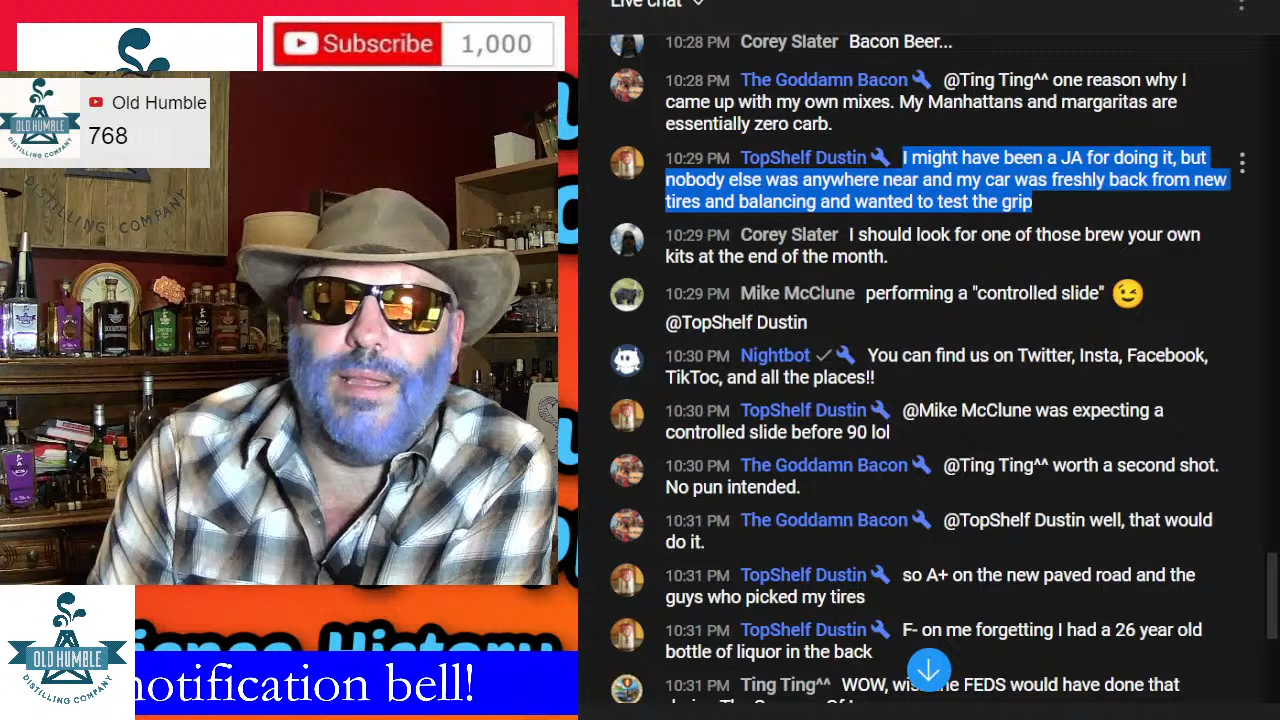 Subscribe 1,000
Old Humble
768
OLD HUMBLE
DISTILLING COMPANY
DISTILLING COMPANY
OLD HUMBLE
DISTILLING COMPANY
notification bell!
Live chat
10:28 PM Corey Slater Bacon Beer...
10:28 PM The Goddamn Bacon @Ting Ting^^ one reason why I
came up with my own mixes. My Manhattans and margaritas are
essentially zero carb.
10:29 PM TopShelf Dustin I might have been a JA for doing it, but
nobody else was anywhere near and my car was freshly back from new
tires and balancing and wanted to test the grip
10:29 PM Corey Slater I should look for one of those brew your own
kits at the end of the month.
10:29 PM Mike McClune performing a "controlled slide" 😉
@TopShelf Dustin
10:30 PM Nightbot You can find us on Twitter, Insta, Facebook,
TikToc, and all the places!!
10:30 PM TopShelf Dustin @Mike McClune was expecting a
controlled slide before 90 lol
10:30 PM The Goddamn Bacon @Ting Ting^^ worth a second shot.
No pun intended.
10:31 PM The Goddamn Bacon @TopShelf Dustin well, that would
do it.
10:31 PM TopShelf Dustin so A+ on the new paved road and the
guys who picked my tires
10:31 PM TopShelf Dustin F- on me forgetting I had a 26 year old
bottle of liquor in the back
10:31 PM Ting Ting^^ WOW, the FEDS would have done that